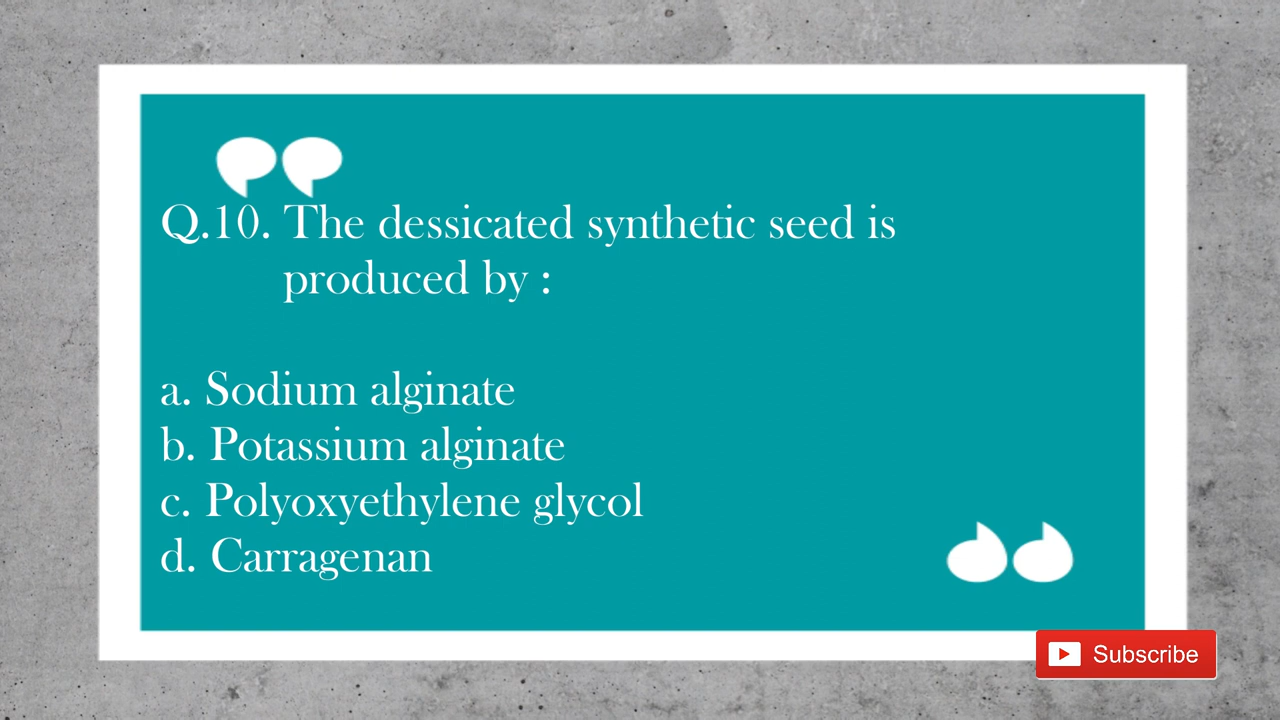 Q.10. The dessicated synthetic seed is
produced by :
a. Sodium alginate
b. Potassium alginate
c. Polyoxyethylene glycol
d. Carragenan
Subscribe